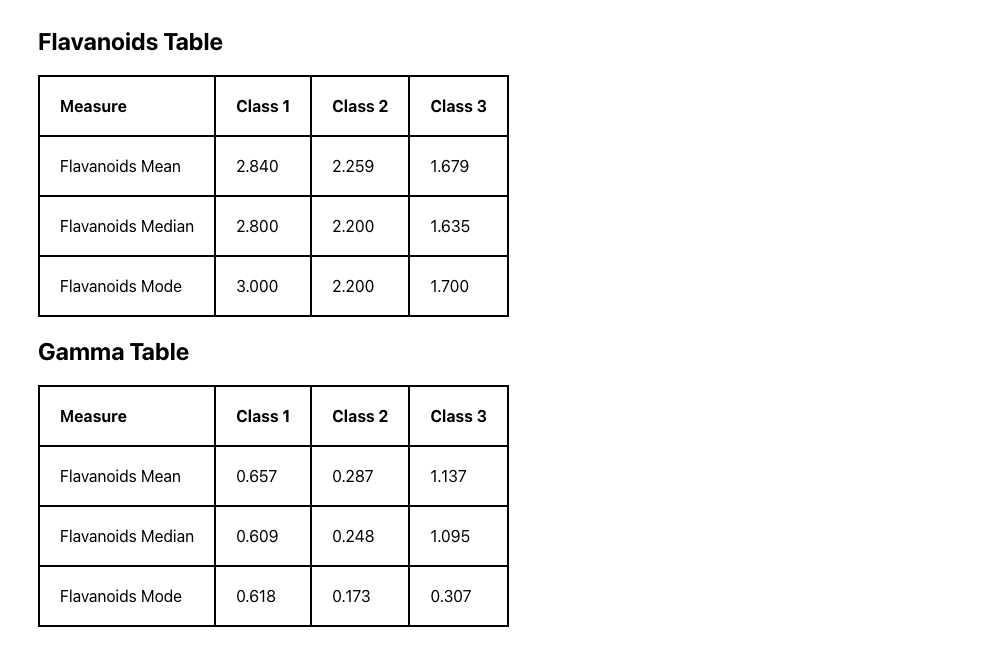 Flavanoids Table
Measure Class 1 Class 2 Class 3
Flavanoids Mean 2.840 2.259 1.679
Flavanoids Median 2.800 2.200 1.635
Flavanoids Mode 3.000 2.200 1.700
Gamma Table
Measure Class 1 Class 2 Class 3
Flavanoids Mean 0.657 0.287 1.137
Flavanoids Median 0.609 0.248 1.095
Flavanoids Mode 0.618 0.173 0.307